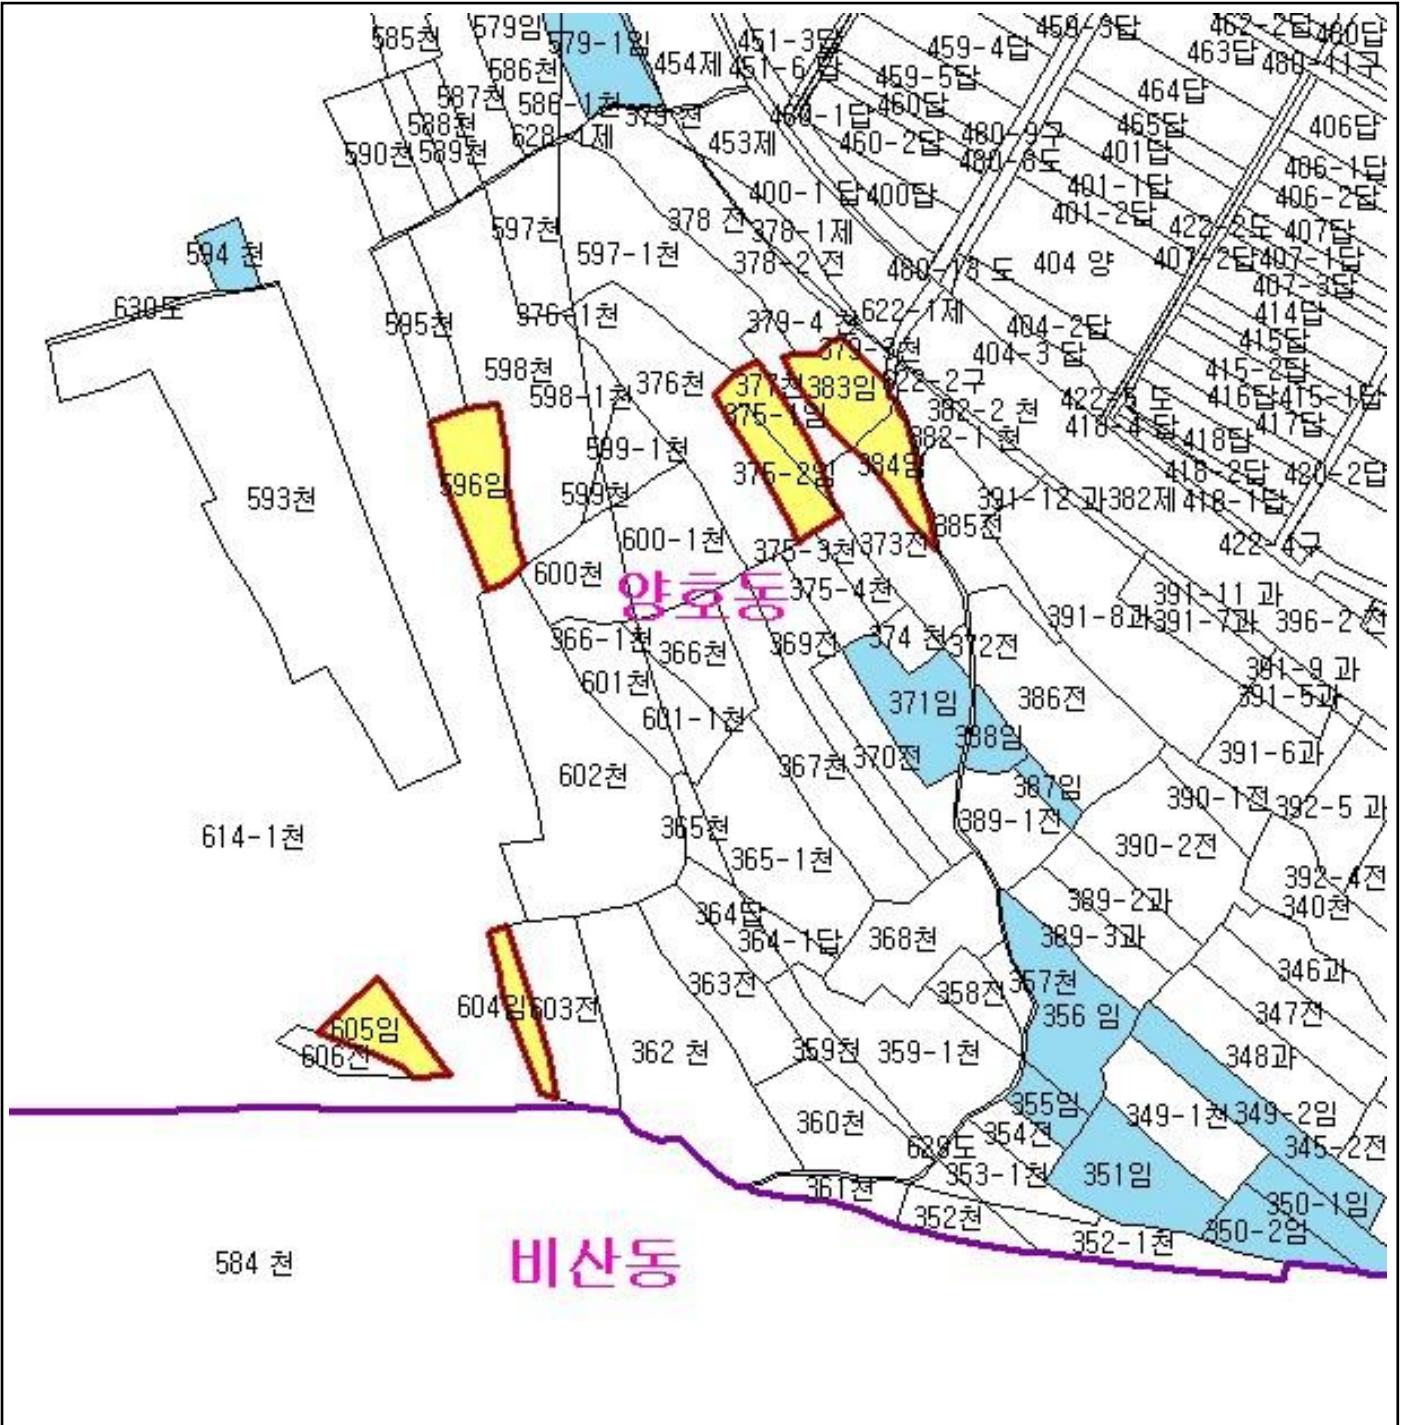 585천
579임
579-1임
454제
451-3답
451-6 답
459-4답
459-3답
462-2답
480답
463답
480-11구
586천
587천
586-1천
459-5답
460답
464답
588천
628-1제
379 전
460-1답
460-2답
480-9구
465답
406답
590천
589천
453제
480-8도
401답
406-1답
400-1 답
400답
401-1답
406-2답
378 전
378-1제
401-2답
422-2도
407답
594 천
597천
597-1천
378-2 전
480-18 도
404 양
407-2답
407-1답
407-3답
630도
595천
376-1천
379-4 전
622-1제
404-2답
414답
379-3천
404-3 답
415답
598천
376천
377천
383임
622-2구
415-2답
598-1천
375-1임
382-2 천
422-5 도
416답
415-1답
599-1천
382-1 천
418-4 답
418답
417답
596임
375-2임
384임
418-2답
420-2답
593천
599천
391-12 과
382제
418-1답
600-1천
373전
385전
422-4구
375-3천
600천
양호동
375-4천
391-11 과
391-8과
391-7과
396-2 전
366-1천
366천
369전
374 천
372전
391-9 과
601천
371임
386전
391-5과
601-1천
388임
391-6과
602천
367천
370전
387임
390-1전
392-5 과
614-1천
365천
389-1전
390-2전
365-1천
392-4전
364답
389-2과
340천
364-1답
368천
389-3과
346과
363전
358전
357천
604임
603전
356 임
347전
605임
606전
362 천
359천
359-1천
348과
355임
349-1천
349-2임
360천
354전
345-2전
629도
353-1천
351임
361천
350-1임
352천
350-2임
352-1천
584 천
비산동